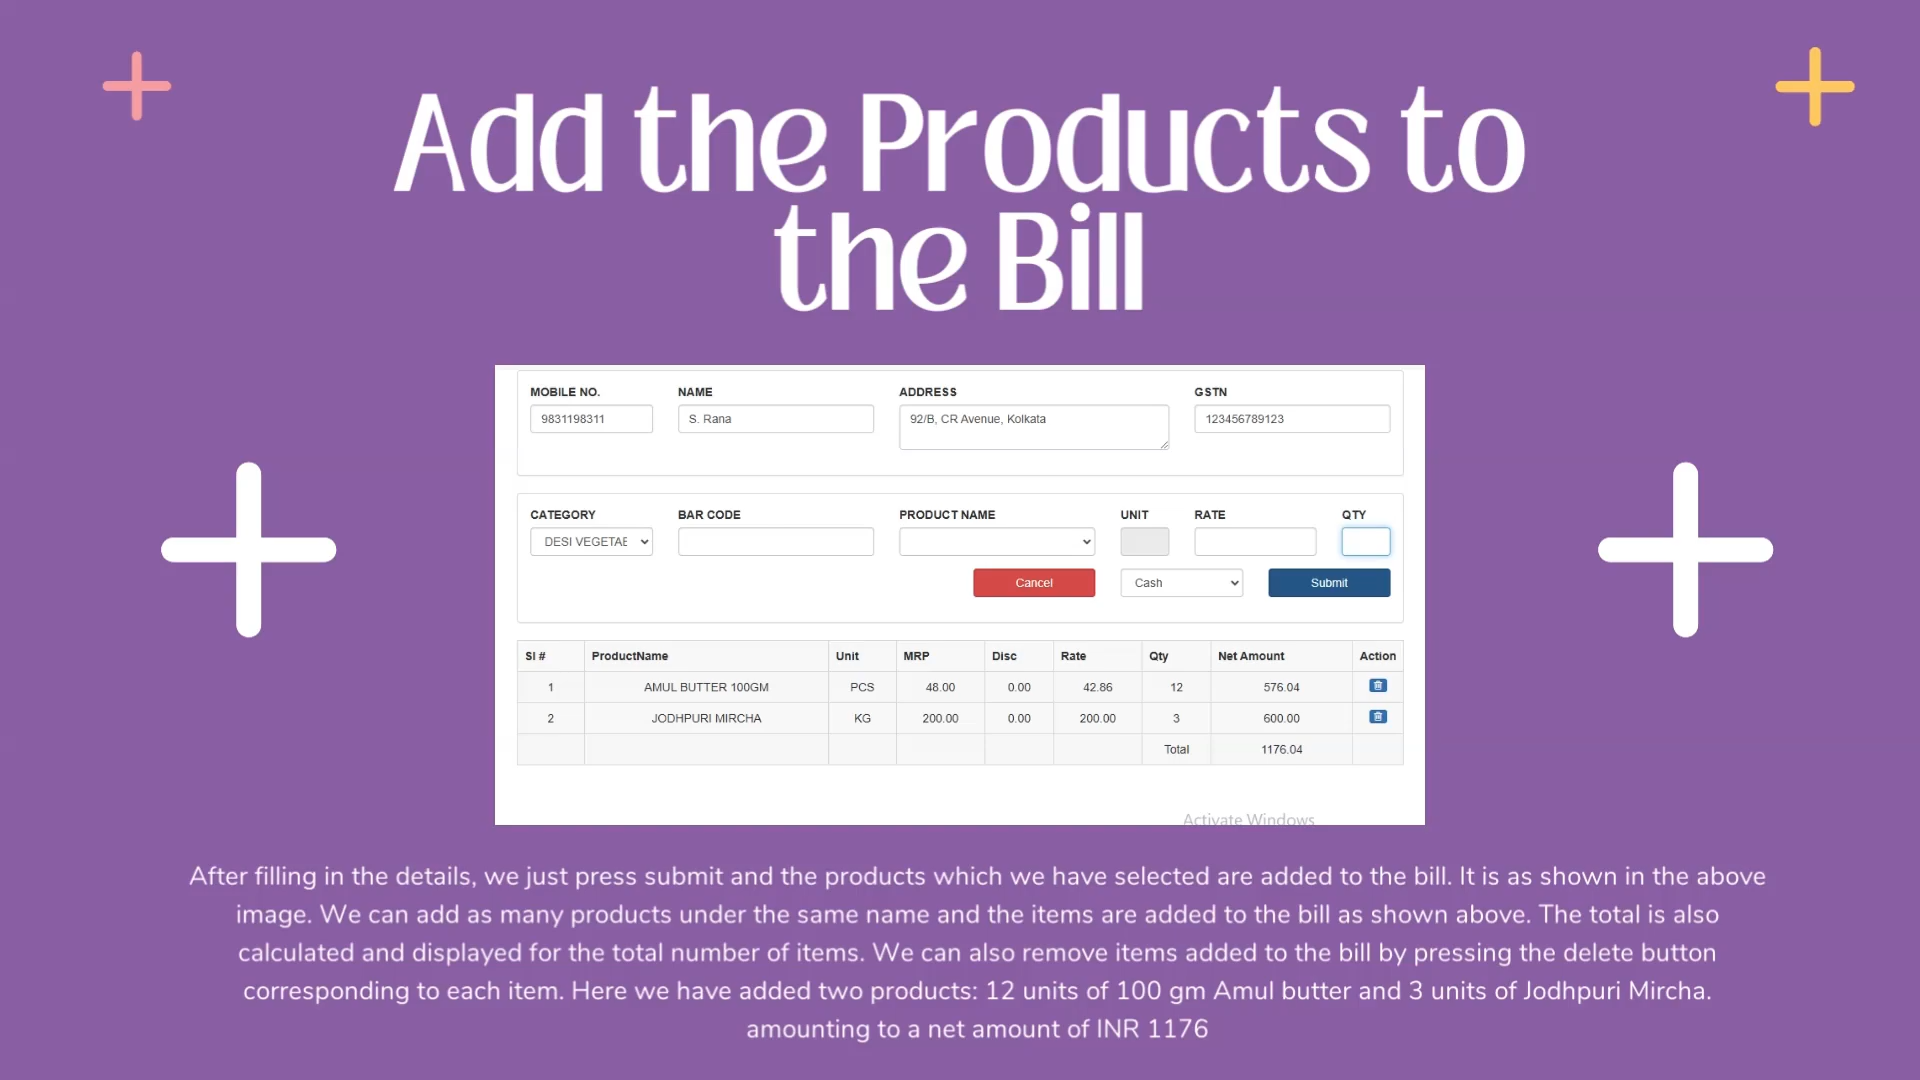 Add the Products to
the Bill
MOBILE NO. NAME ADDRESS GSTN
9831198311 S. Rana 92/B, CR Avenue, Kolkata 123456789123
CATEGORY BAR CODE PRODUCT NAME UNIT RATE QTY
DESI VEGETAE
Cancel Cash Submit
Sl # ProductName Unit MRP Disc Rate Qty Net Amount Action
1 AMUL BUTTER 100GM PCS 48.00 0.00 42.86 12 576.04
2 JODHPURI MIRCHA KG 200.00 0.00 200.00 3 600.00
Total 1176.04
Activate Windows
After filling in the details, we just press submit and the products which we have selected are added to the bill. It is as shown in the above
image. We can add as many products under the same name and the items are added to the bill as shown above. The total is also
calculated and displayed for the total number of items. We can also remove items added to the bill by pressing the delete button
corresponding to each item. Here we have added two products: 12 units of 100 gm Amul butter and 3 units of Jodhpuri Mircha.
amounting to a net amount of INR 1176